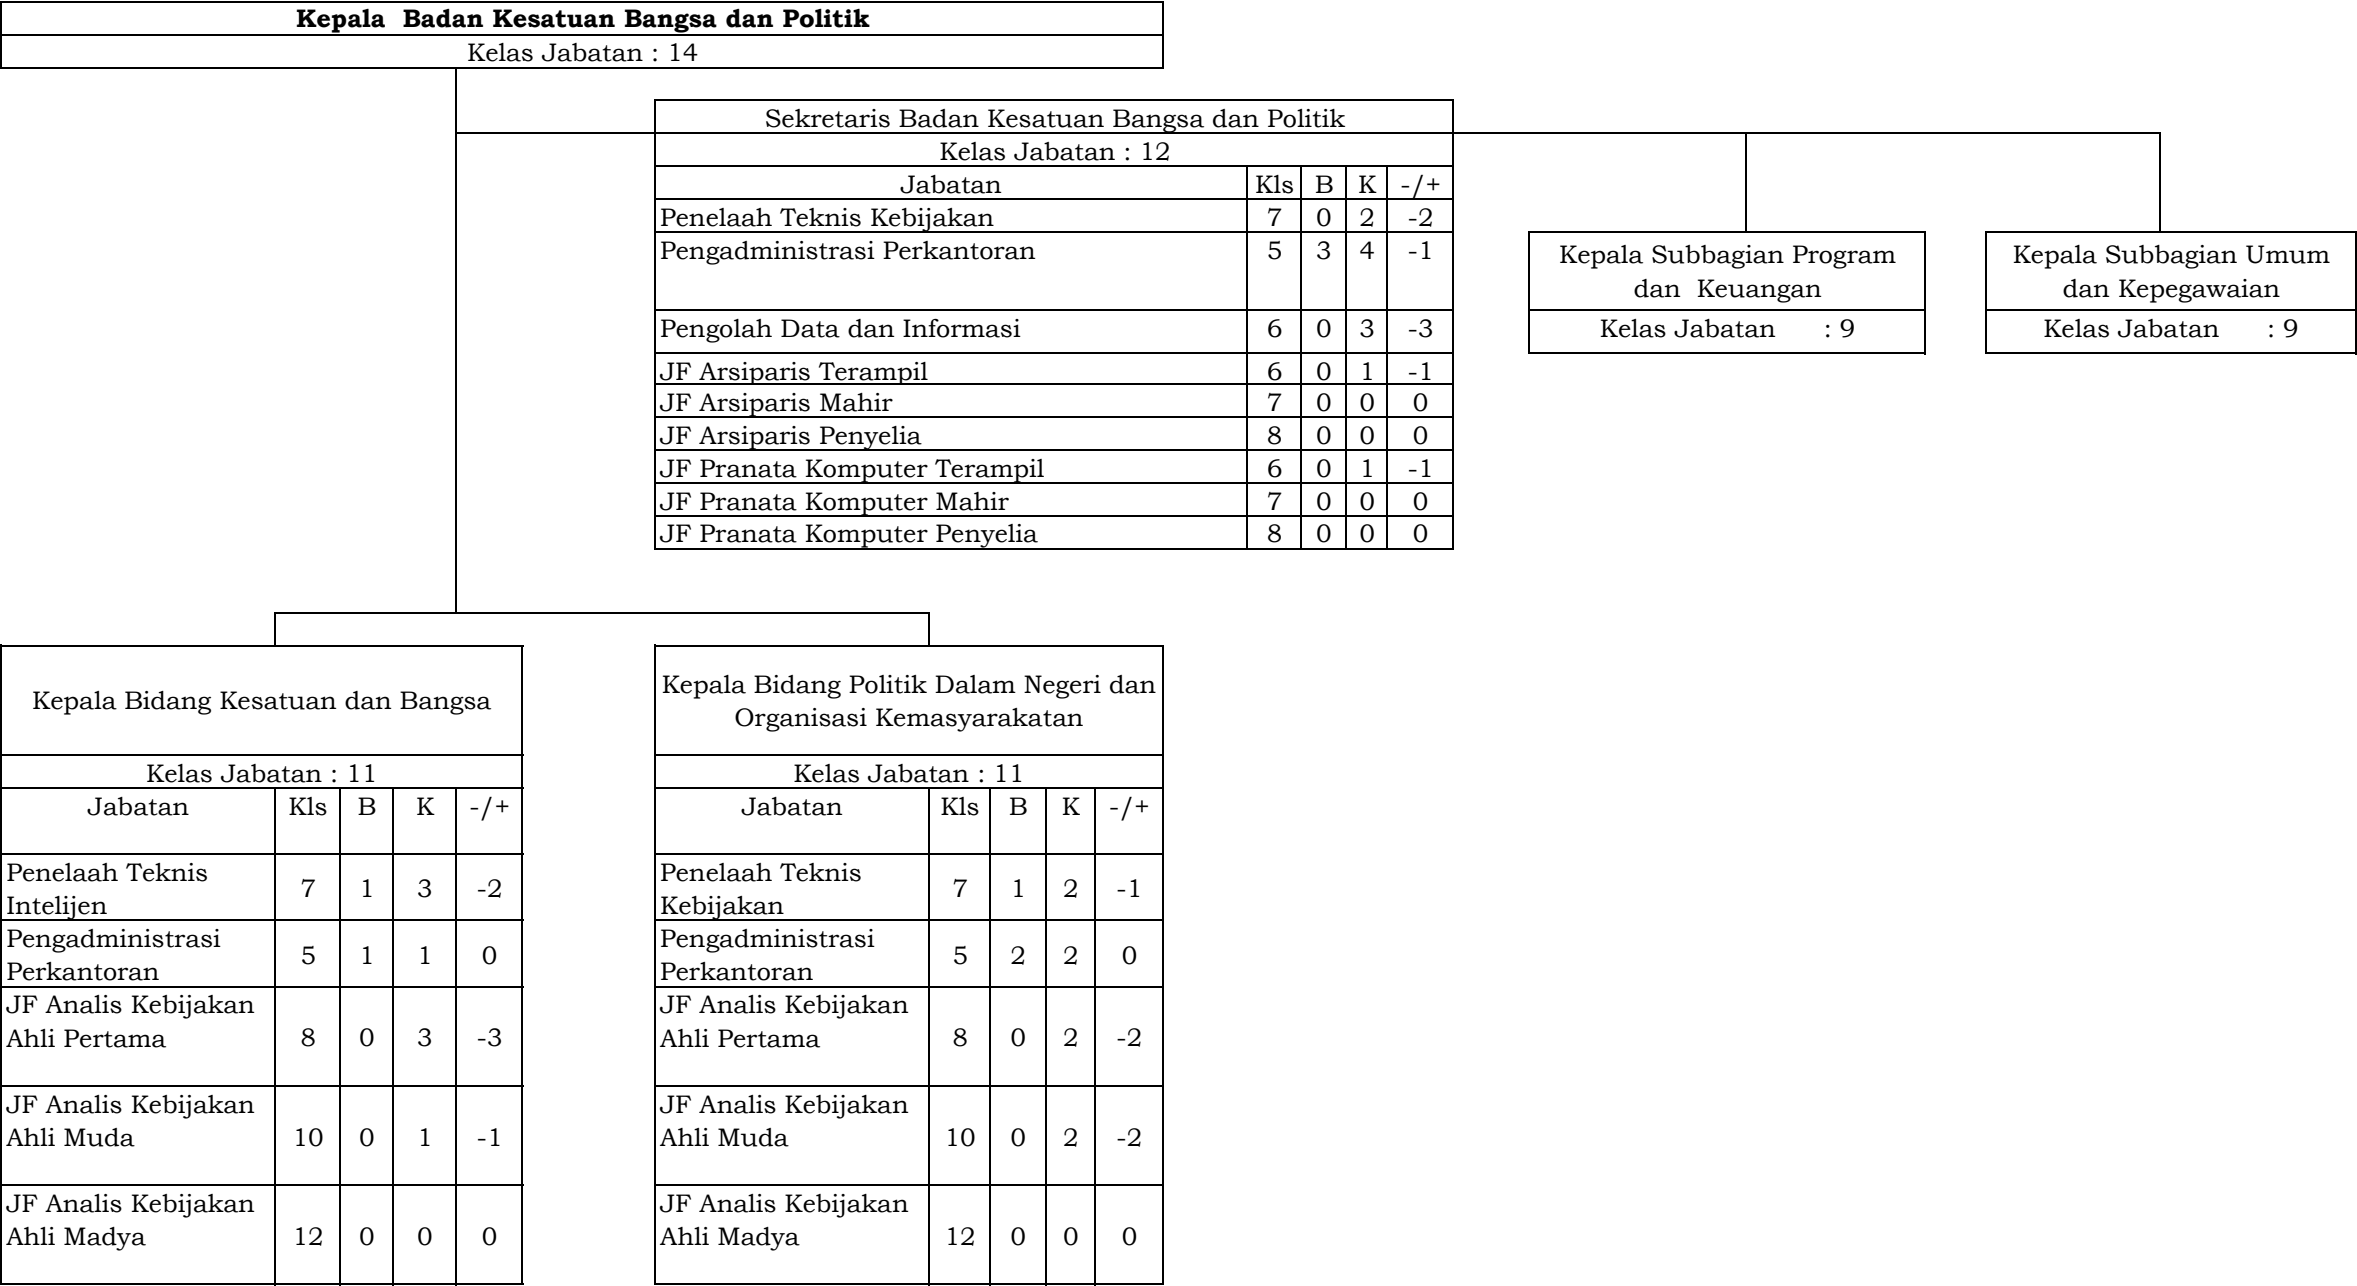 Kepala  Badan Kesatuan Bangsa dan Politik
Kelas Jabatan : 14
Sekretaris Badan Kesatuan Bangsa dan Politik
Kelas Jabatan : 12
Jabatan Kls B K -/+
Penelaah Teknis Kebijakan 7 0 2 -2
Pengadministrasi Perkantoran 5 3 4 -1
Pengolah Data dan Informasi 6 0 3 -3
JF Arsiparis Terampil 6 0 1 -1
JF Arsiparis Mahir 7 0 0 0
JF Arsiparis Penyelia 8 0 0 0
JF Pranata Komputer Terampil 6 0 1 -1
JF Pranata Komputer Mahir 7 0 0 0
JF Pranata Komputer Penyelia 8 0 0 0
Kepala Subbagian Program
dan  Keuangan
Kelas Jabatan : 9
Kepala Subbagian Umum
dan Kepegawaian
Kelas Jabatan : 9
Kepala Bidang Kesatuan dan Bangsa
Kelas Jabatan : 11
Jabatan Kls B K -/+
Penelaah Teknis
Intelijen 7 1 3 -2
Pengadministrasi
Perkantoran 5 1 1 0
JF Analis Kebijakan
Ahli Pertama 8 0 3 -3
JF Analis Kebijakan
Ahli Muda 10 0 1 -1
JF Analis Kebijakan
Ahli Madya 12 0 0 0
Kepala Bidang Politik Dalam Negeri dan
Organisasi Kemasyarakatan
Kelas Jabatan : 11
Jabatan Kls B K -/+
Penelaah Teknis
Kebijakan 7 1 2 -1
Pengadministrasi
Perkantoran 5 2 2 0
JF Analis Kebijakan
Ahli Pertama 8 0 2 -2
JF Analis Kebijakan
Ahli Muda 10 0 2 -2
JF Analis Kebijakan
Ahli Madya 12 0 0 0